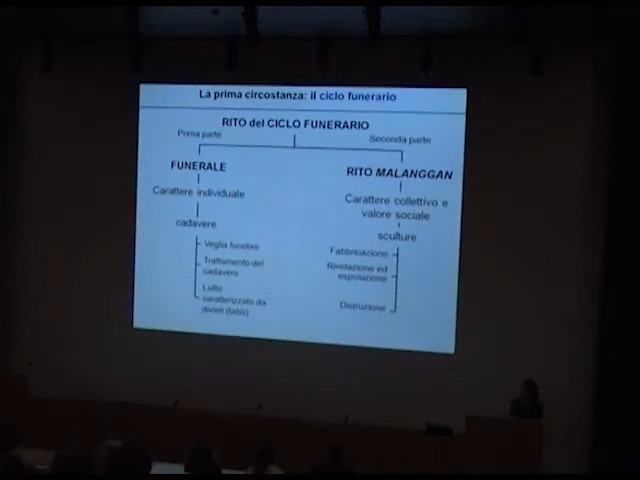 La prima circostanza: il ciclo funerario
RITO del CICLO FUNERARIO
Prima parte
Seconda parte
FUNERALE
Carattere individuale
cadavere
Veglia funebre
Trattamento del
cadavere
Lutto
caratterizzato da
divieti (tabù)
RITO MALANGGAN
Carattere collettivo e
valore sociale
sculture
Fabbricazione
Rivelazione ed
esposizione
Distruzione